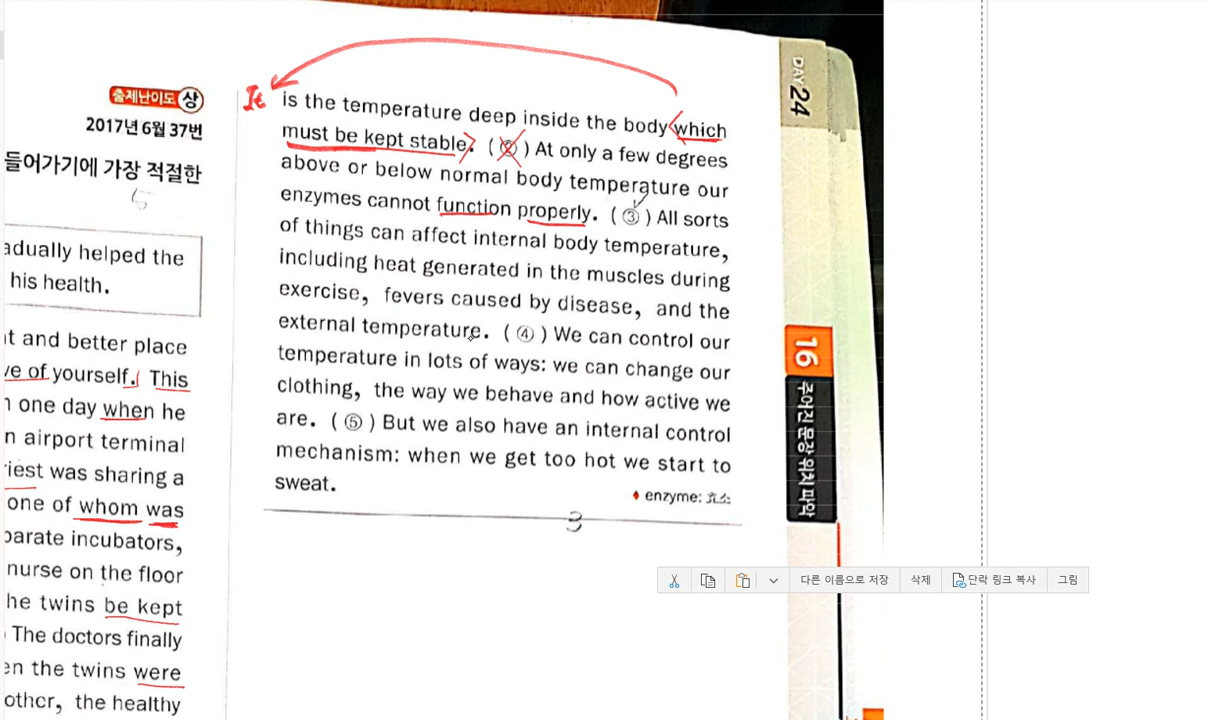 출제난이도 상
2017년 6월 37번
들어가기에 가장 적절한
5
adually helped the
his health.
t and better place
ve of yourself. This
one day when he
n airport terminal
riest was sharing a
one of whom was
parate incubators,
nurse on the floor
he twins be kept
The doctors finally
en the twins were
other, the healthy
It is the temperature deep inside the body which
must be kept stable. ( ② ) At only a few degrees
above or below normal body temperature our
enzymes cannot function properly. ( ③ ) All sorts
of things can affect internal body temperature,
including heat generated in the muscles during
exercise, fevers caused by disease, and the
external temperature. ( ④ ) We can control our
temperature in lots of ways: we can change our
clothing, the way we behave and how active we
are. ( ⑤ ) But we also have an internal control
mechanism: when we get too hot we start to
sweat.
♦ enzyme: 효소
3
DAY 24
16
주어진 문장 위치 파악
다른 이름으로 저장 삭제 단락 링크 복사 그림